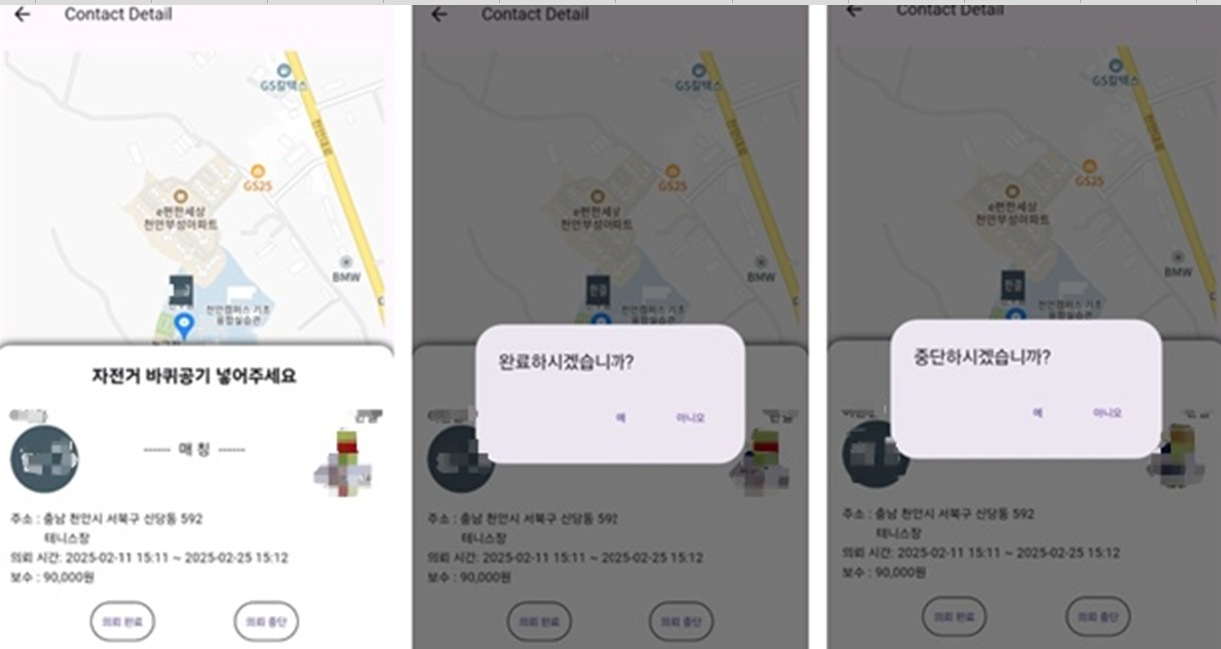 Contact Detail
GS칼텍스
천안대로
GS25
e편한세상
천안부성아파트
BMW
천안캠퍼스 기초
융합실습관
자전거 바퀴공기 넣어주세요
------ 매 칭 ------
주소 : 충남 천안시 서북구 신당동 592
테니스장
의뢰 시간: 2025-02-11 15:11 ~ 2025-02-25 15:12
보수 : 90,000원
의뢰 완료
의뢰 중단
Contact Detail
GS칼텍스
천안대로
GS25
e편한세상
천안부성아파트
BMW
한결
천안캠퍼스 기초
융합실습관
완료하시겠습니까?
예
아니오
주소 : 충남 천안시 서북구 신당동 592
테니스장
의뢰 시간: 2025-02-11 15:11 ~ 2025-02-25 15:12
보수 : 90,000원
의뢰 완료
의뢰 중단
Contact Detail
GS칼텍스
천안대로
GS25
e편한세상
천안부성아파트
BMW
한결
천안캠퍼스 기초
융합실습관
중단하시겠습니까?
예
아니오
주소 : 충남 천안시 서북구 신당동 592
테니스장
의뢰 시간: 2025-02-11 15:11 ~ 2025-02-25 15:12
보수 : 90,000원
의뢰 완료
의뢰 중단